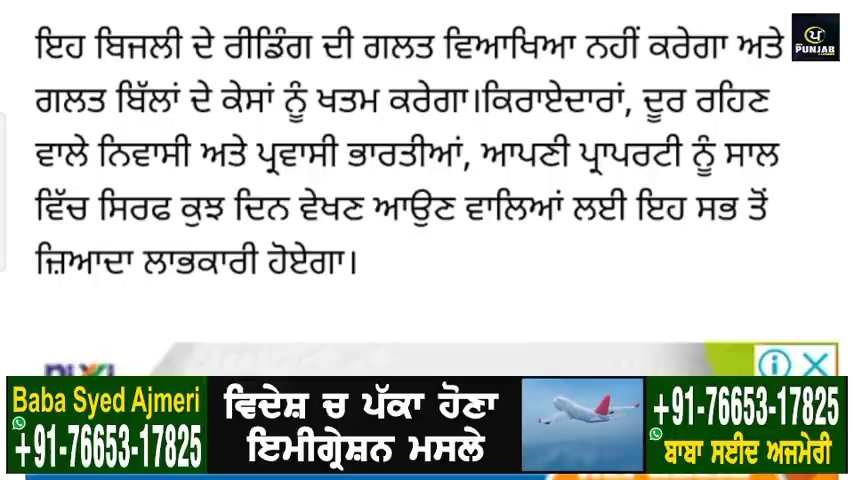 ਇਹ ਬਿਜਲੀ ਦੇ ਰੀਡਿੰਗ ਦੀ ਗਲਤ ਵਿਆਖਿਆ ਨਹੀਂ ਕਰੇਗਾ ਅਤੇ
ਗਲਤ ਬਿੱਲਾਂ ਦੇ ਕੇਸਾਂ ਨੂੰ ਖਤਮ ਕਰੇਗਾ।ਕਿਰਾਏਦਾਰਾਂ, ਦੂਰ ਰਹਿਣ
ਵਾਲੇ ਨਿਵਾਸੀ ਅਤੇ ਪ੍ਰਵਾਸੀ ਭਾਰਤੀਆਂ, ਆਪਣੀ ਪ੍ਰਾਪਰਟੀ ਨੂੰ ਸਾਲ
ਵਿੱਚ ਸਿਰਫ ਕੁਝ ਦਿਨ ਵੇਖਣ ਆਉਣ ਵਾਲਿਆਂ ਲਈ ਇਹ ਸਭ ਤੋਂ
ਜ਼ਿਆਦਾ ਲਾਭਕਾਰੀ ਹੋਏਗਾ।
ਪ
PUNJAB
Baba Syed Ajmeri
+91-76653-17825
ਵਿਦੇਸ਼ ਚ ਪੱਕਾ ਹੋਣਾ
ਇਮੀਗ੍ਰੇਸ਼ਨ ਮਸਲੇ
+91-76653-17825
ਬਾਬਾ ਸਈਦ ਅਜਮੇਰੀ